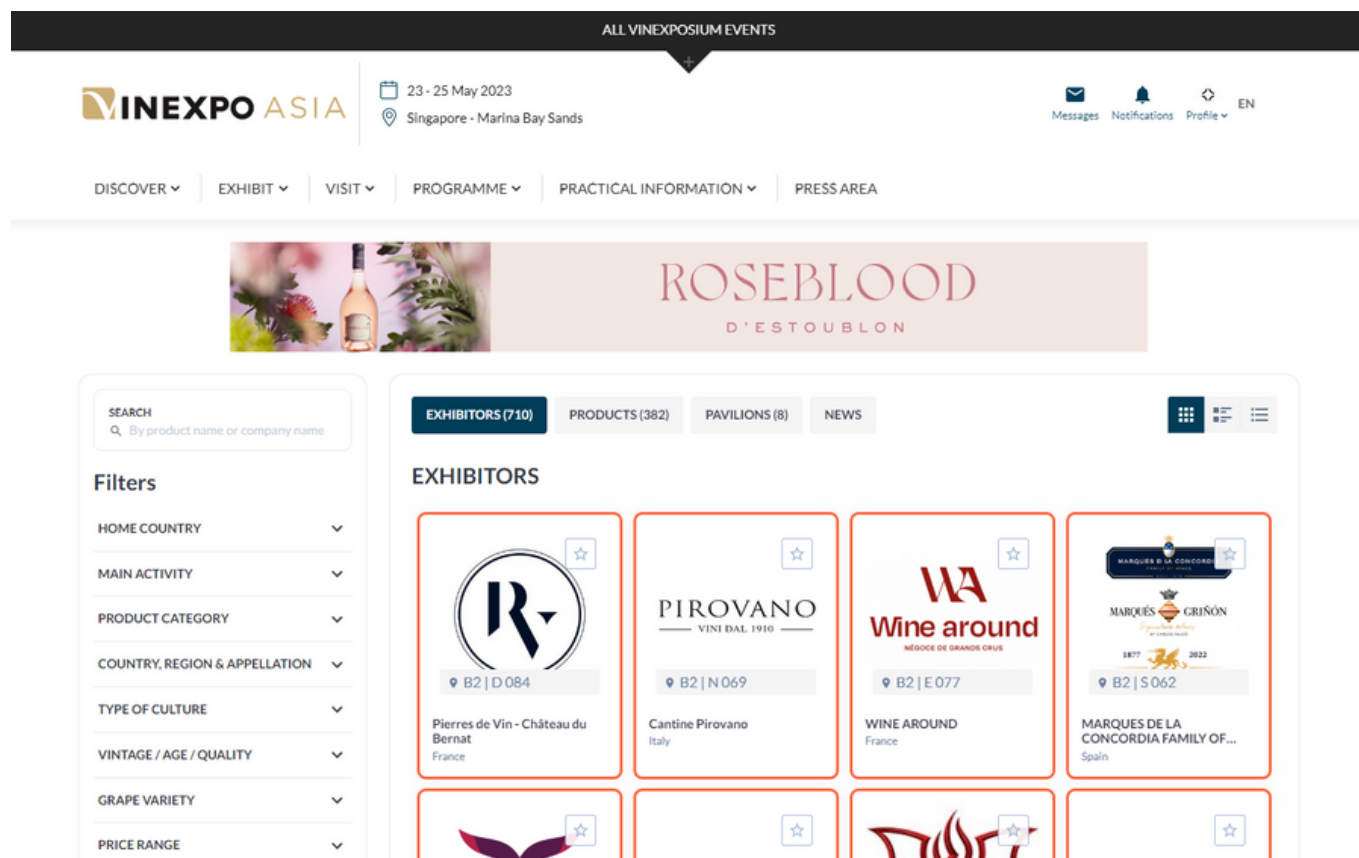 ALL VINEXPOSIUM EVENTS
VINEXPO ASIA
23 - 25 May 2023
Singapore - Marina Bay Sands
Messages
Notifications
Profile
EN
DISCOVER
EXHIBIT
VISIT
PROGRAMME
PRACTICAL INFORMATION
PRESS AREA
ROSEBLOOD
D'ESTOUBLON
SEARCH
By product name or company name
Filters
HOME COUNTRY
MAIN ACTIVITY
PRODUCT CATEGORY
COUNTRY, REGION & APPELLATION
TYPE OF CULTURE
VINTAGE / AGE / QUALITY
GRAPE VARIETY
PRICE RANGE
EXHIBITORS (710)
PRODUCTS (382)
PAVILIONS (8)
NEWS
EXHIBITORS
R
B2 | D 084
Pierres de Vin - Château du
Bernat
France
PIROVANO
VINI DAL 1910
B2 | N 069
Cantine Pirovano
Italy
WA
Wine around
NÉGOCE DE GRANDS CRUS
B2 | E 077
WINE AROUND
France
MARQUÉS GRIÑÓN
1877 2022
B2 | S 062
MARQUES DE LA
CONCORDIA FAMILY OF...
Spain